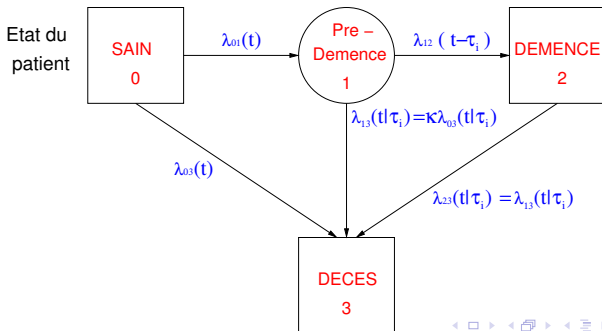 Etat du
patient
SAIN
0
λ₀₁(t)
Pre –
Demence
1
λ₁₂ ( t−τᵢ )
DEMENCE
2
λ₁₃(t|τᵢ)=κλ₀₃(t|τᵢ)
λ₀₃(t)
λ₂₃(t|τᵢ) =λ₁₃(t|τᵢ)
DECES
3